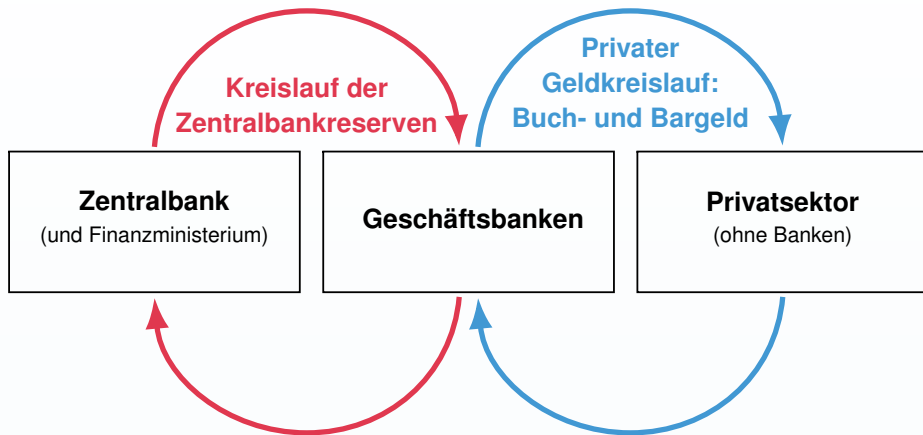 Kreislauf der
Zentralbankreserven
Privater
Geldkreislauf:
Buch- und Bargeld
Zentralbank
(und Finanzministerium)
Geschäftsbanken
Privatsektor
(ohne Banken)